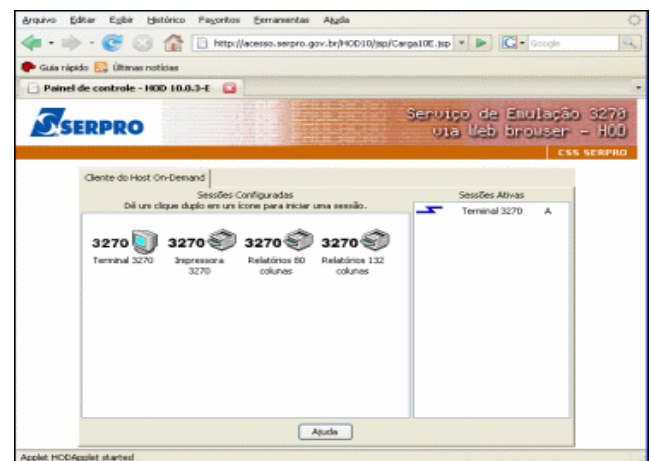 Arquivo Editar Exibir Histórico Favoritos Ferramentas Ajuda
http://acesso.serpro.gov.br/HOD10/jsp/Carga10E.jsp Google
Guia rápido Últimas notícias
Painel de controle - HOD 10.0.3-E
SERPRO
Serviço de Emulação 3270
via Web browser - HOD
CSS SERPRO
Cliente do Host On-Demand
Sessões Configuradas
Dê um clique duplo em um ícone para iniciar uma sessão.
Sessões Ativas
Terminal 3270 A
3270 3270 3270 3270
Terminal 3270 Impressora 3270 Relatórios 80 colunas Relatórios 132 colunas
Ajuda
Applet HODApplet started